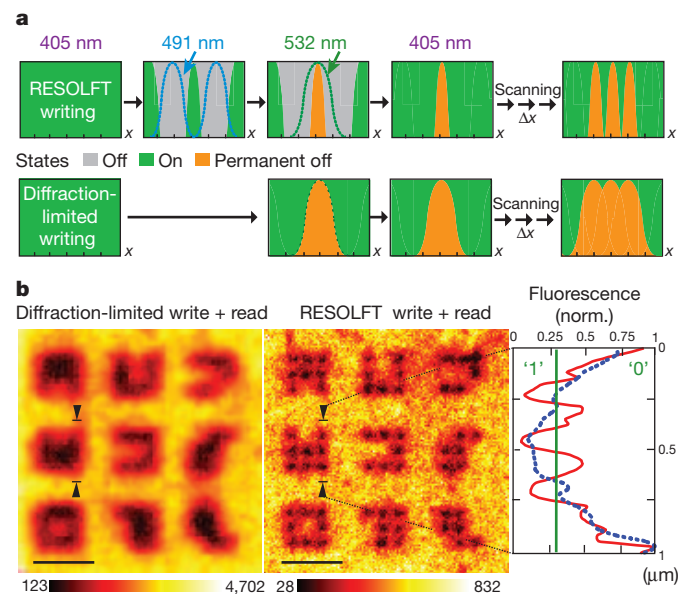 a
405 nm 491 nm 532 nm 405 nm
RESOLFT writing
Scanning
Δx
x x x x x
States Off On Permanent off
Diffraction-limited writing
Scanning
Δx
x x x x
b
Diffraction-limited write + read
RESOLFT write + read
Fluorescence
(norm.)
0 0.25 0.5 0.75 1
'1' '0'
0
0.5
1
(μm)
123 4,702
28 832